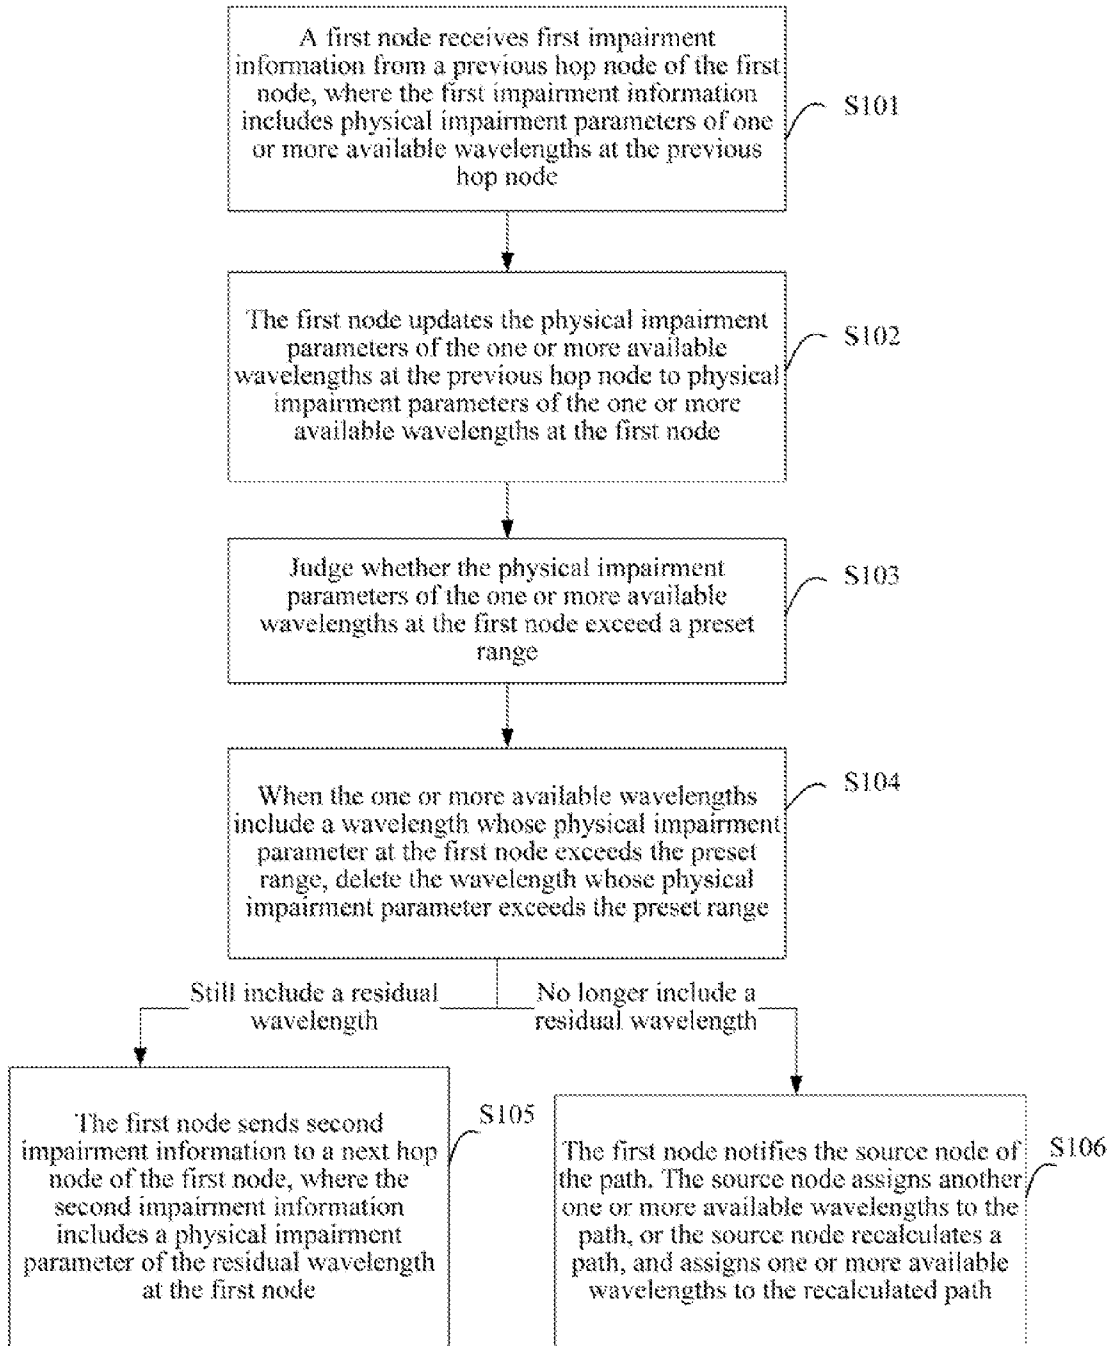 A first node receives first impairment
information from a previous hop node of the first
node, where the first impairment information
includes physical impairment parameters of one
or more available wavelengths at the previous
hop node
S101
The first node updates the physical impairment
parameters of the one or more available
wavelengths at the previous hop node to physical
impairment parameters of the one or more
available wavelengths at the first node
S102
Judge whether the physical impairment
parameters of the one or more available
wavelengths at the first node exceed a preset
range
S103
When the one or more available wavelengths
include a wavelength whose physical impairment
parameter at the first node exceeds the preset
range, delete the wavelength whose physical
impairment parameter exceeds the preset range
S104
Still include a residual
wavelength
No longer include a
residual wavelength
The first node sends second
impairment information to a next hop
node of the first node, where the
second impairment information
includes a physical impairment
parameter of the residual wavelength
at the first node
S105
The first node notifies the source node of
the path. The source node assigns another
one or more available wavelengths to the
path, or the source node recalculates a
path, and assigns one or more available
wavelengths to the recalculated path
S106